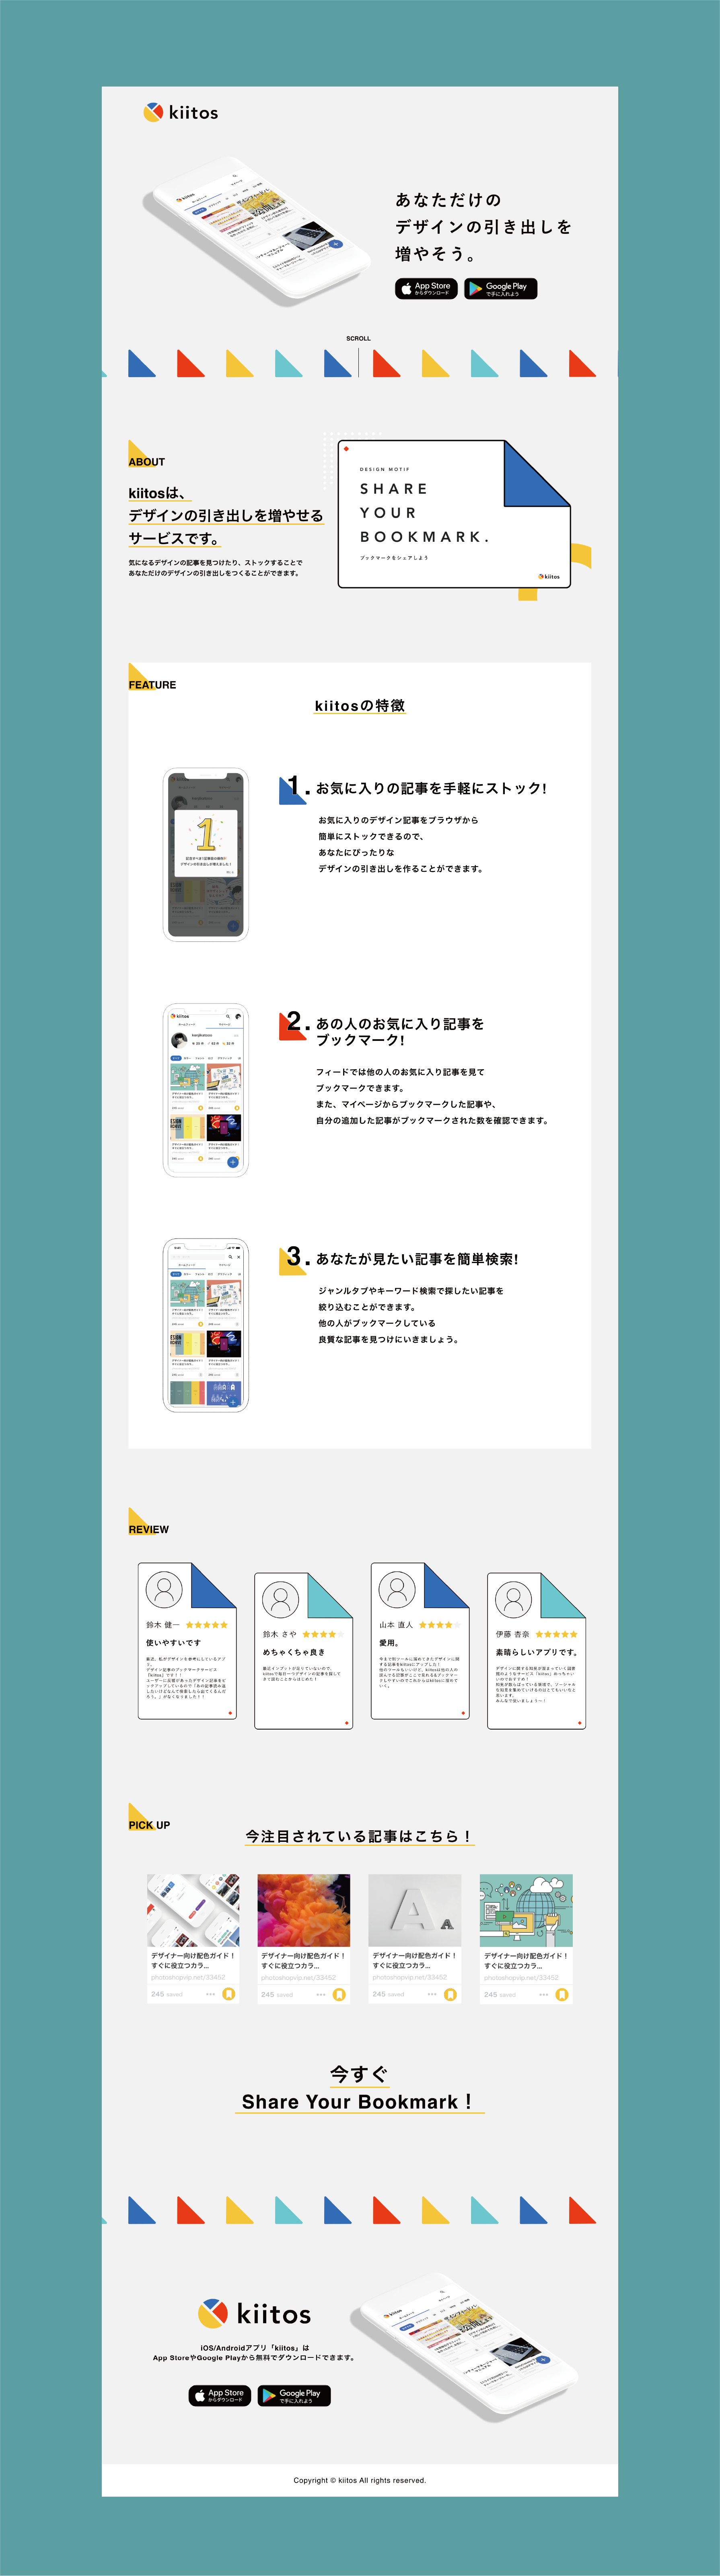 kiitos
あなただけの
デザインの引き出しを
増やそう。
App Store
からダウンロード
Google Play
で手に入れよう
SCROLL
ABOUT
kiitosは、
デザインの引き出しを増やせる
サービスです。
気になるデザインの記事を見つけたり、ストックすることで
あなただけのデザインの引き出しをつくることができます。
DESIGN MOTIF
SHARE
YOUR
BOOKMARK.
ブックマークをシェアしよう
kiitos
FEATURE
kiitosの特徴
1
1. お気に入りの記事を手軽にストック!
お気に入りのデザイン記事をブラウザから
簡単にストックできるので、
あなたにぴったりな
デザインの引き出しを作ることができます。
kiitos
ホームフィード マイページ
2. あの人のお気に入り記事を
ブックマーク!
フィードでは他の人のお気に入り記事を見て
ブックマークできます。
また、マイページからブックマークした記事や、
自分の追加した記事がブックマークされた数を確認できます。
ホームフィード マイページ
3. あなたが見たい記事を簡単検索!
ジャンルタブやキーワード検索で探したい記事を
絞り込むことができます。
他の人がブックマークしている
良質な記事を見つけにいきましょう。
REVIEW
鈴木 健一
使いやすいです
鈴木 さや
めちゃくちゃ良き
山本 直人
愛用。
伊藤 杏奈
素晴らしいアプリです。
PICK UP
今注目されている記事はこちら！
デザイナー向け配色ガイド！
すぐに役立つカラ...
photoshopvip.net/33452
245 saved
デザイナー向け配色ガイド！
すぐに役立つカラ...
photoshopvip.net/33452
245 saved
A A
デザイナー向け配色ガイド！
すぐに役立つカラ...
photoshopvip.net/33452
245 saved
デザイナー向け配色ガイド！
すぐに役立つカラ...
photoshopvip.net/33452
245 saved
今すぐ
Share Your Bookmark！
kiitos
iOS/Androidアプリ「kiitos」は
App StoreやGoogle Playから無料でダウンロードできます。
App Store
からダウンロード
Google Play
で手に入れよう
Copyright © kiitos All rights reserved.